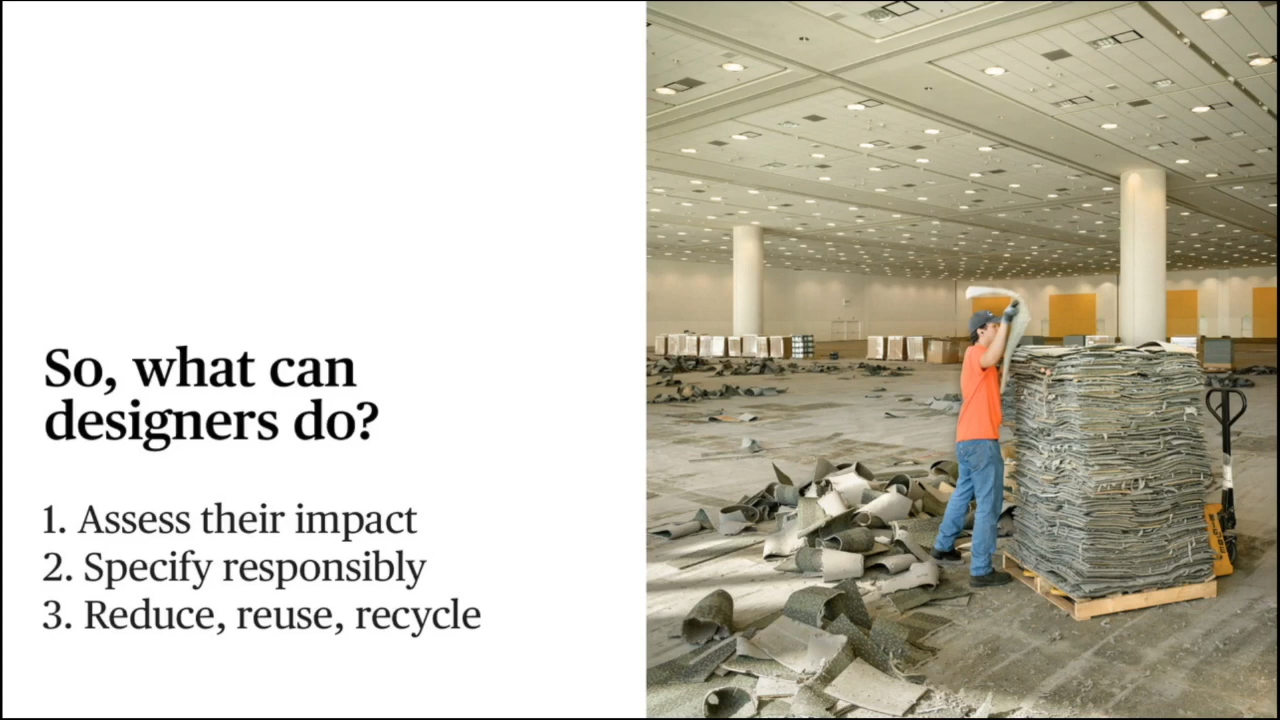 So, what can
designers do?
1. Assess their impact
2. Specify responsibly
3. Reduce, reuse, recycle